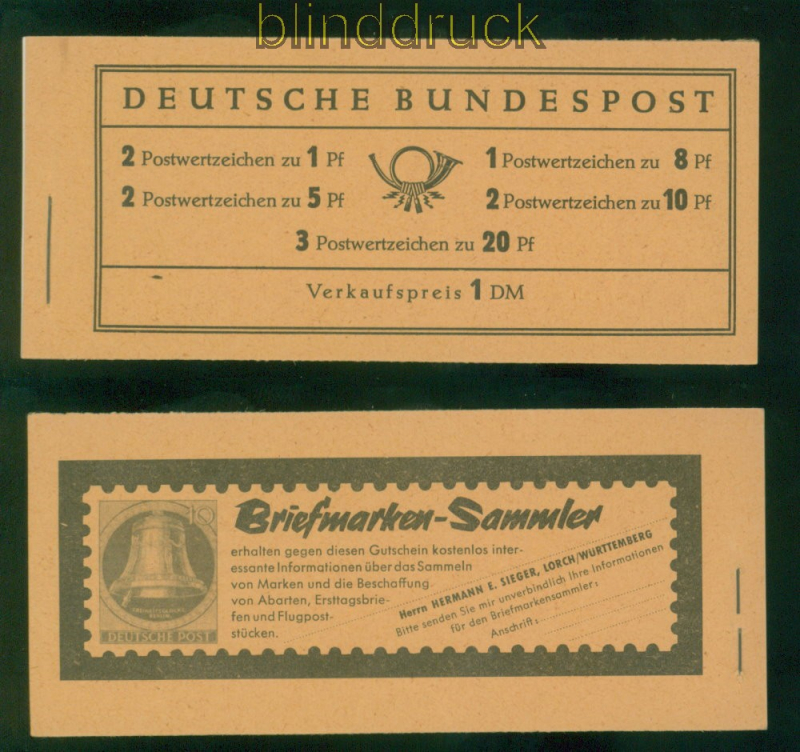 blinddruck
DEUTSCHE BUNDESPOST
2 Postwertzeichen zu 1 Pf
1 Postwertzeichen zu 8 Pf
2 Postwertzeichen zu 5 Pf
2 Postwertzeichen zu 10 Pf
3 Postwertzeichen zu 20 Pf
Verkaufspreis 1 DM
10
DEUTSCHE POST
Briefmarken-Sammler
erhalten gegen diesen Gutschein kostenlos inter-
essante Informationen über das Sammeln
von Marken und die Beschaffung
von Abarten, Ersttagsbrie-
fen und Flugpost-
stücken.
Herrn HERMANN E. SIEGER, LORCH/WURTTEMBERG
Bitte senden Sie mir unverbindlich Ihre Informationen
für den Briefmarkensammler:
Anschrift: